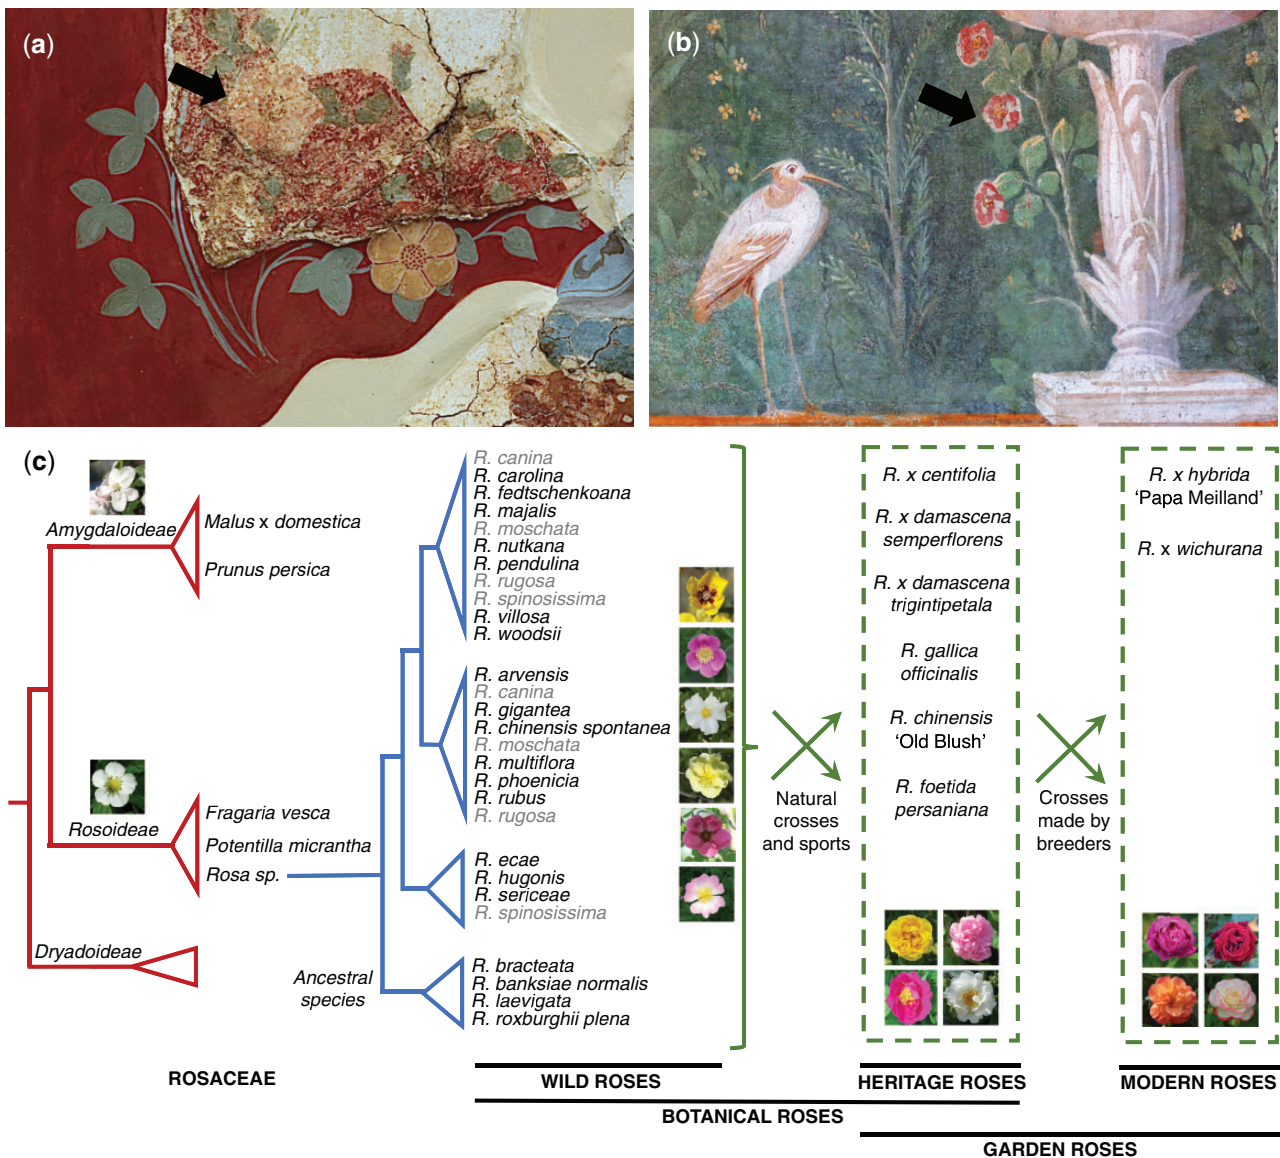 (a)
(b)
(c)
Amygdaloideae
Malus x domestica
Prunus persica
Rosoideae
Fragaria vesca
Potentilla micrantha
Rosa sp.
Dryadoideae
Ancestral
species
R. canina
R. carolina
R. fedtschenkoana
R. majalis
R. moschata
R. nutkana
R. pendulina
R. rugosa
R. spinosissima
R. villosa
R. woodsii
R. arvensis
R. canina
R. gigantea
R. chinensis spontanea
R. moschata
R. multiflora
R. phoenicia
R. rubus
R. rugosa
R. ecae
R. hugonis
R. sericeae
R. spinosissima
R. bracteata
R. banksiae normalis
R. laevigata
R. roxburghii plena
Natural
crosses
and sports
R. x centifolia
R. x damascena
semperflorens
R. x damascena
trigintipetala
R. gallica
officinalis
R. chinensis
‘Old Blush’
R. foetida
persaniana
Crosses
made by
breeders
R. x hybrida
‘Papa Meilland’
R. x wichurana
ROSACEAE
WILD ROSES
HERITAGE ROSES
MODERN ROSES
BOTANICAL ROSES
GARDEN ROSES